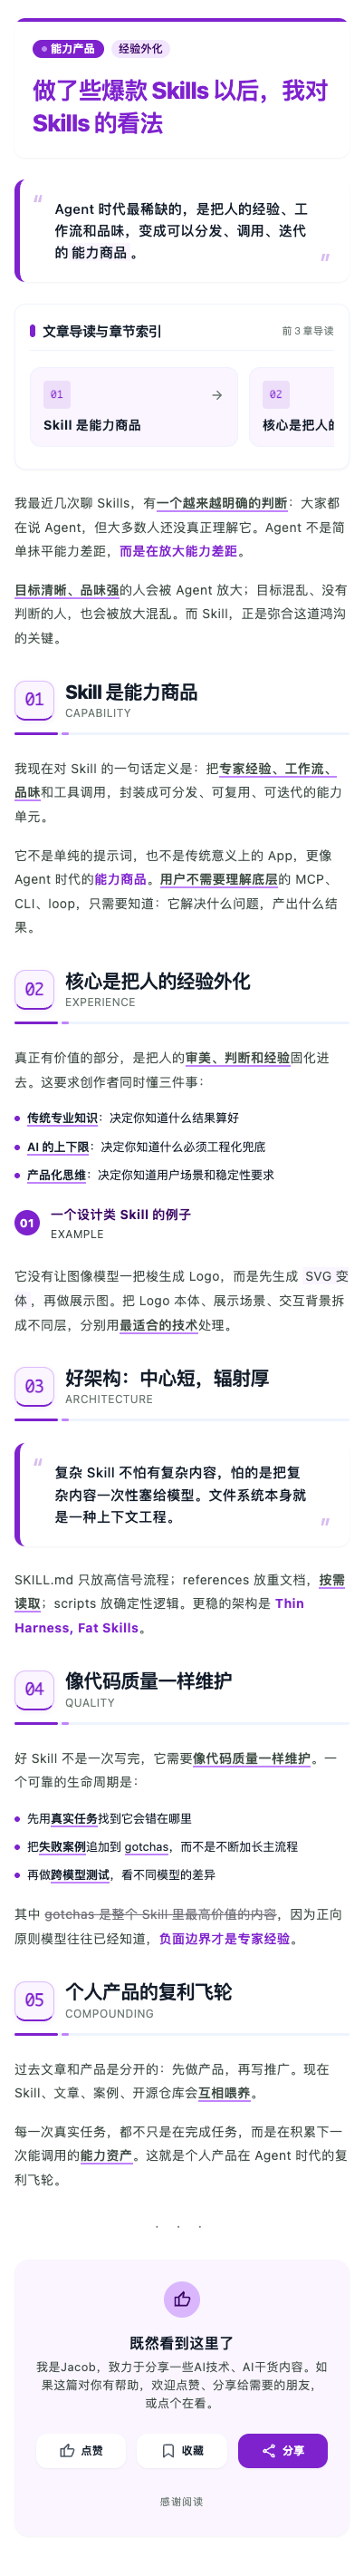 能力产品 经验外化
做了些爆款 Skills 以后，我对
Skills 的看法
“
Agent 时代最稀缺的，是把人的经验、工
作流和品味，变成可以分发、调用、迭代
的 能力商品 。
”
文章导读与章节索引 前 3 章导读
01 → 02
Skill 是能力商品 核心是把人的
我最近几次聊 Skills，有一个越来越明确的判断：大家都
在说 Agent，但大多数人还没真正理解它。Agent 不是简
单抹平能力差距，而是在放大能力差距。
目标清晰、品味强的人会被 Agent 放大；目标混乱、没有
判断的人，也会被放大混乱。而 Skill，正是弥合这道鸿沟
的关键。
01 Skill 是能力商品
CAPABILITY
我现在对 Skill 的一句话定义是：把专家经验、工作流、
品味和工具调用，封装成可分发、可复用、可迭代的能力
单元。
它不是单纯的提示词，也不是传统意义上的 App，更像
Agent 时代的能力商品。用户不需要理解底层的 MCP、
CLI、loop，只需要知道：它解决什么问题，产出什么结
果。
02 核心是把人的经验外化
EXPERIENCE
真正有价值的部分，是把人的审美、判断和经验固化进
去。这要求创作者同时懂三件事：
• 传统专业知识：决定你知道什么结果算好
• AI 的上下限：决定你知道什么必须工程化兜底
• 产品化思维：决定你知道用户场景和稳定性要求
01 一个设计类 Skill 的例子
EXAMPLE
它没有让图像模型一把梭生成 Logo，而是先生成 SVG 变
体 ，再做展示图。把 Logo 本体、展示场景、交互背景拆
成不同层，分别用最适合的技术处理。
03 好架构：中心短，辐射厚
ARCHITECTURE
“
复杂 Skill 不怕有复杂内容，怕的是把复
杂内容一次性塞给模型。文件系统本身就
是一种上下文工程。
”
SKILL.md 只放高信号流程；references 放重文档，按需
读取；scripts 放确定性逻辑。更稳的架构是 Thin
Harness, Fat Skills。
04 像代码质量一样维护
QUALITY
好 Skill 不是一次写完，它需要像代码质量一样维护。一
个可靠的生命周期是：
• 先用真实任务找到它会错在哪里
• 把失败案例追加到 gotchas，而不是不断加长主流程
• 再做跨模型测试，看不同模型的差异
其中 gotchas 是整个 Skill 里最高价值的内容，因为正向
原则模型往往已经知道，负面边界才是专家经验。
05 个人产品的复利飞轮
COMPOUNDING
过去文章和产品是分开的：先做产品，再写推广。现在
Skill、文章、案例、开源仓库会互相喂养。
每一次真实任务，都不只是在完成任务，而是在积累下一
次能调用的能力资产。这就是个人产品在 Agent 时代的复
利飞轮。
· · ·
既然看到这里了
我是Jacob，致力于分享一些AI技术、AI干货内容。如
果这篇对你有帮助，欢迎点赞、分享给需要的朋友，
或点个在看。
点赞 收藏 分享
感谢阅读